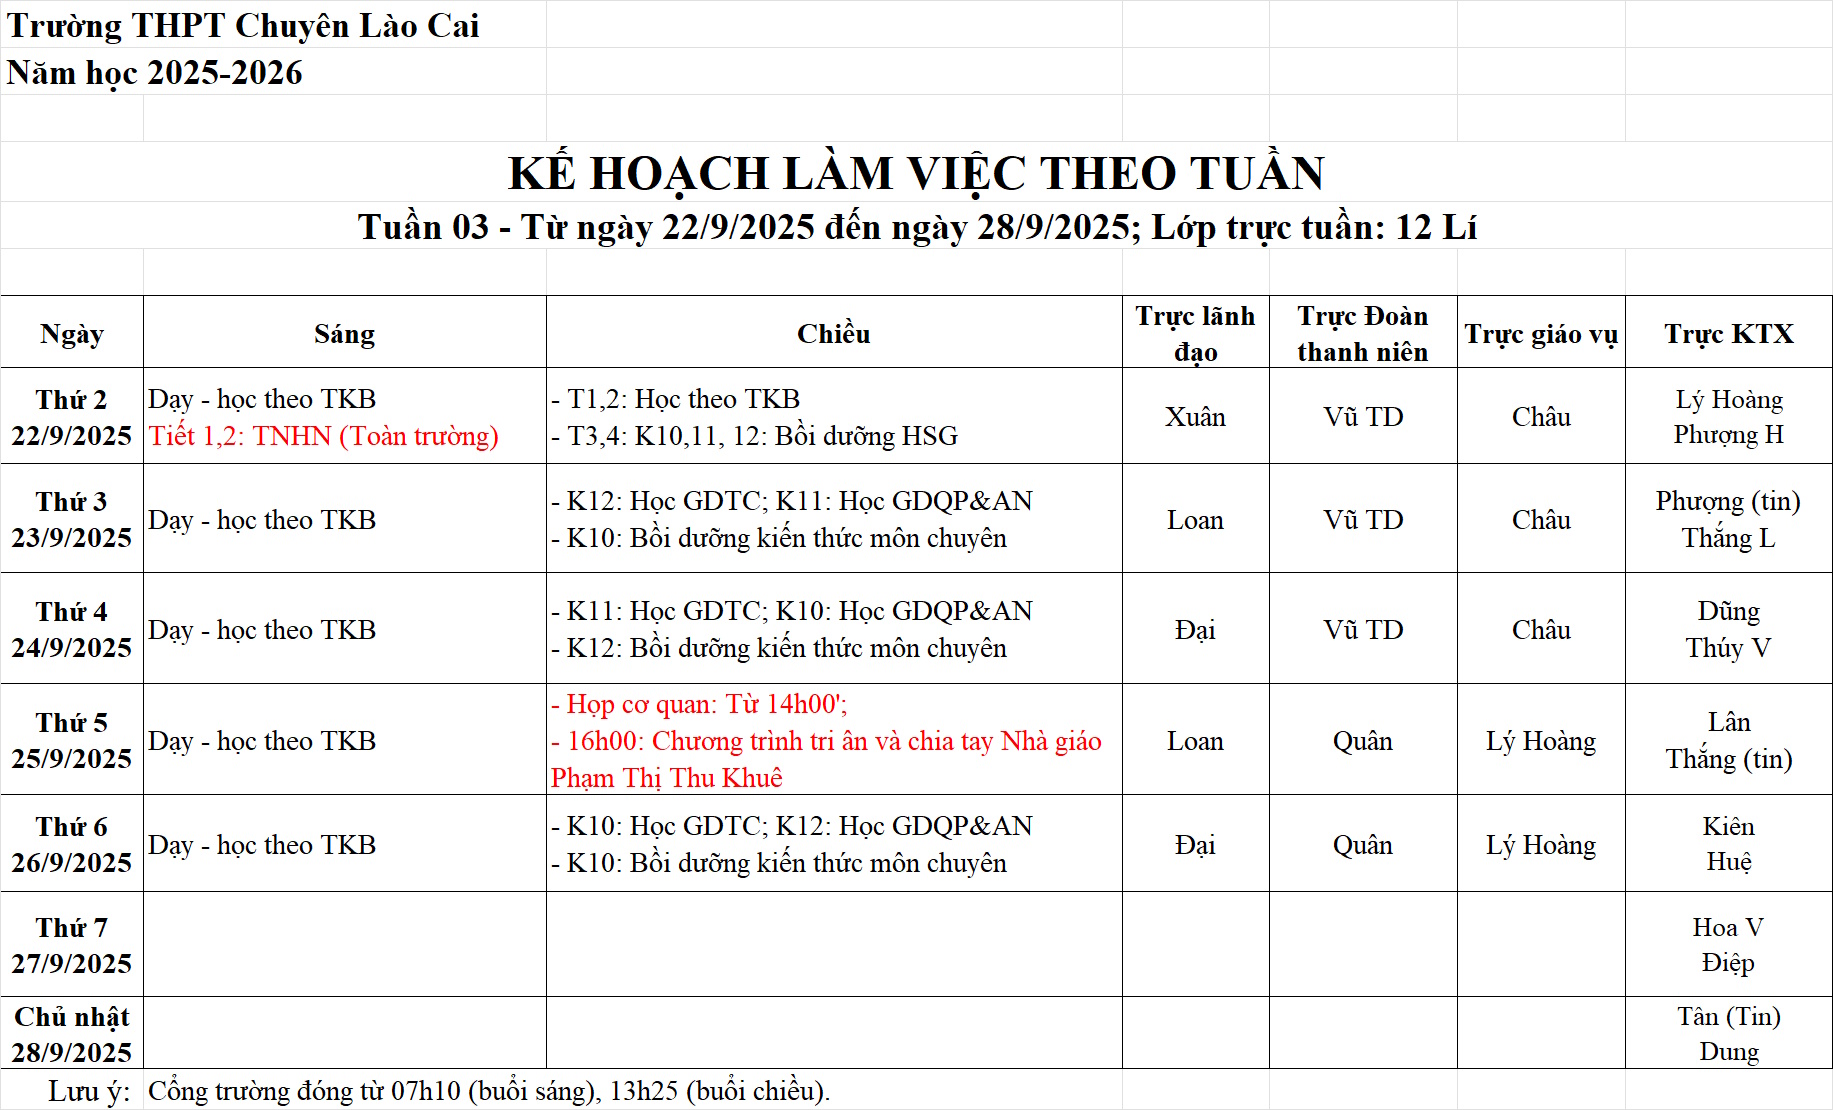 Trường THPT Chuyên Lào Cai
Năm học 2025-2026
KẾ HOẠCH LÀM VIỆC THEO TUẦN
Tuần 03 - Từ ngày 22/9/2025 đến ngày 28/9/2025; Lớp trực tuần: 12 Lí
Ngày
Sáng
Chiều
Trực lãnh
đạo
Trực Đoàn
thanh niên
Trực giáo vụ
Trực KTX
Thứ 2
22/9/2025
Dạy - học theo TKB
Tiết 1,2: TNHN (Toàn trường)
- T1,2: Học theo TKB
- T3,4: K10,11, 12: Bồi dưỡng HSG
Xuân
Vũ TD
Châu
Lý Hoàng
Phượng H
Thứ 3
23/9/2025
Dạy - học theo TKB
- K12: Học GDTC; K11: Học GDQP&AN
- K10: Bồi dưỡng kiến thức môn chuyên
Loan
Vũ TD
Châu
Phượng (tin)
Thắng L
Thứ 4
24/9/2025
Dạy - học theo TKB
- K11: Học GDTC; K10: Học GDQP&AN
- K12: Bồi dưỡng kiến thức môn chuyên
Đại
Vũ TD
Châu
Dũng
Thúy V
Thứ 5
25/9/2025
Dạy - học theo TKB
- Họp cơ quan: Từ 14h00';
- 16h00: Chương trình tri ân và chia tay Nhà giáo
Phạm Thị Thu Khuê
Loan
Quân
Lý Hoàng
Lân
Thắng (tin)
Thứ 6
26/9/2025
Dạy - học theo TKB
- K10: Học GDTC; K12: Học GDQP&AN
- K10: Bồi dưỡng kiến thức môn chuyên
Đại
Quân
Lý Hoàng
Kiên
Huệ
Thứ 7
27/9/2025
Hoa V
Điệp
Chủ nhật
28/9/2025
Tân (Tin)
Dung
Lưu ý:
Cổng trường đóng từ 07h10 (buổi sáng), 13h25 (buổi chiều).